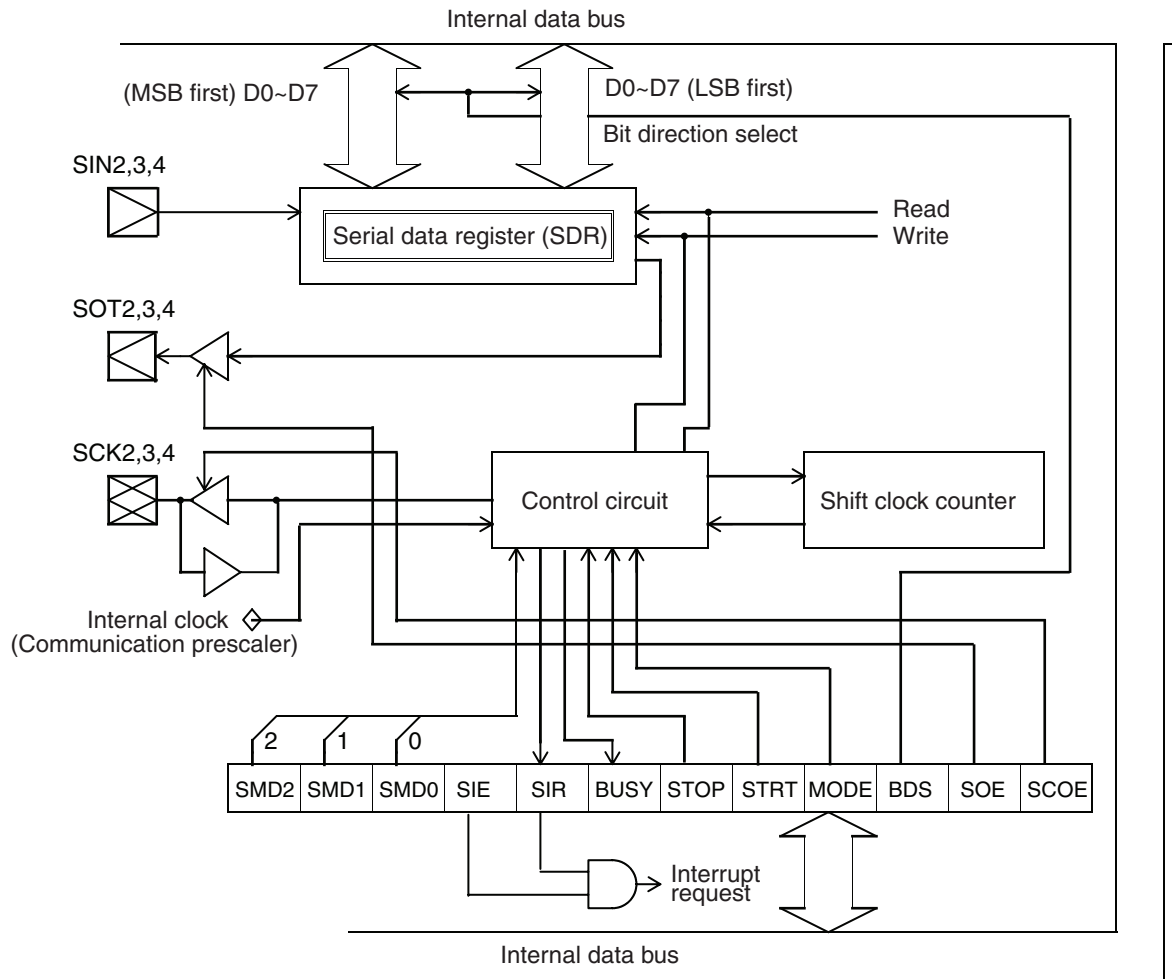 Internal data bus
(MSB first) D0~D7
D0~D7 (LSB first)
Bit direction select
SIN2,3,4
Read
Serial data register (SDR)
Write
SOT2,3,4
SCK2,3,4
Control circuit
Shift clock counter
Internal clock
(Communication prescaler)
2 1 0
SMD2 SMD1 SMD0 SIE SIR BUSY STOP STRT MODE BDS SOE SCOE
Interrupt
request
Internal data bus